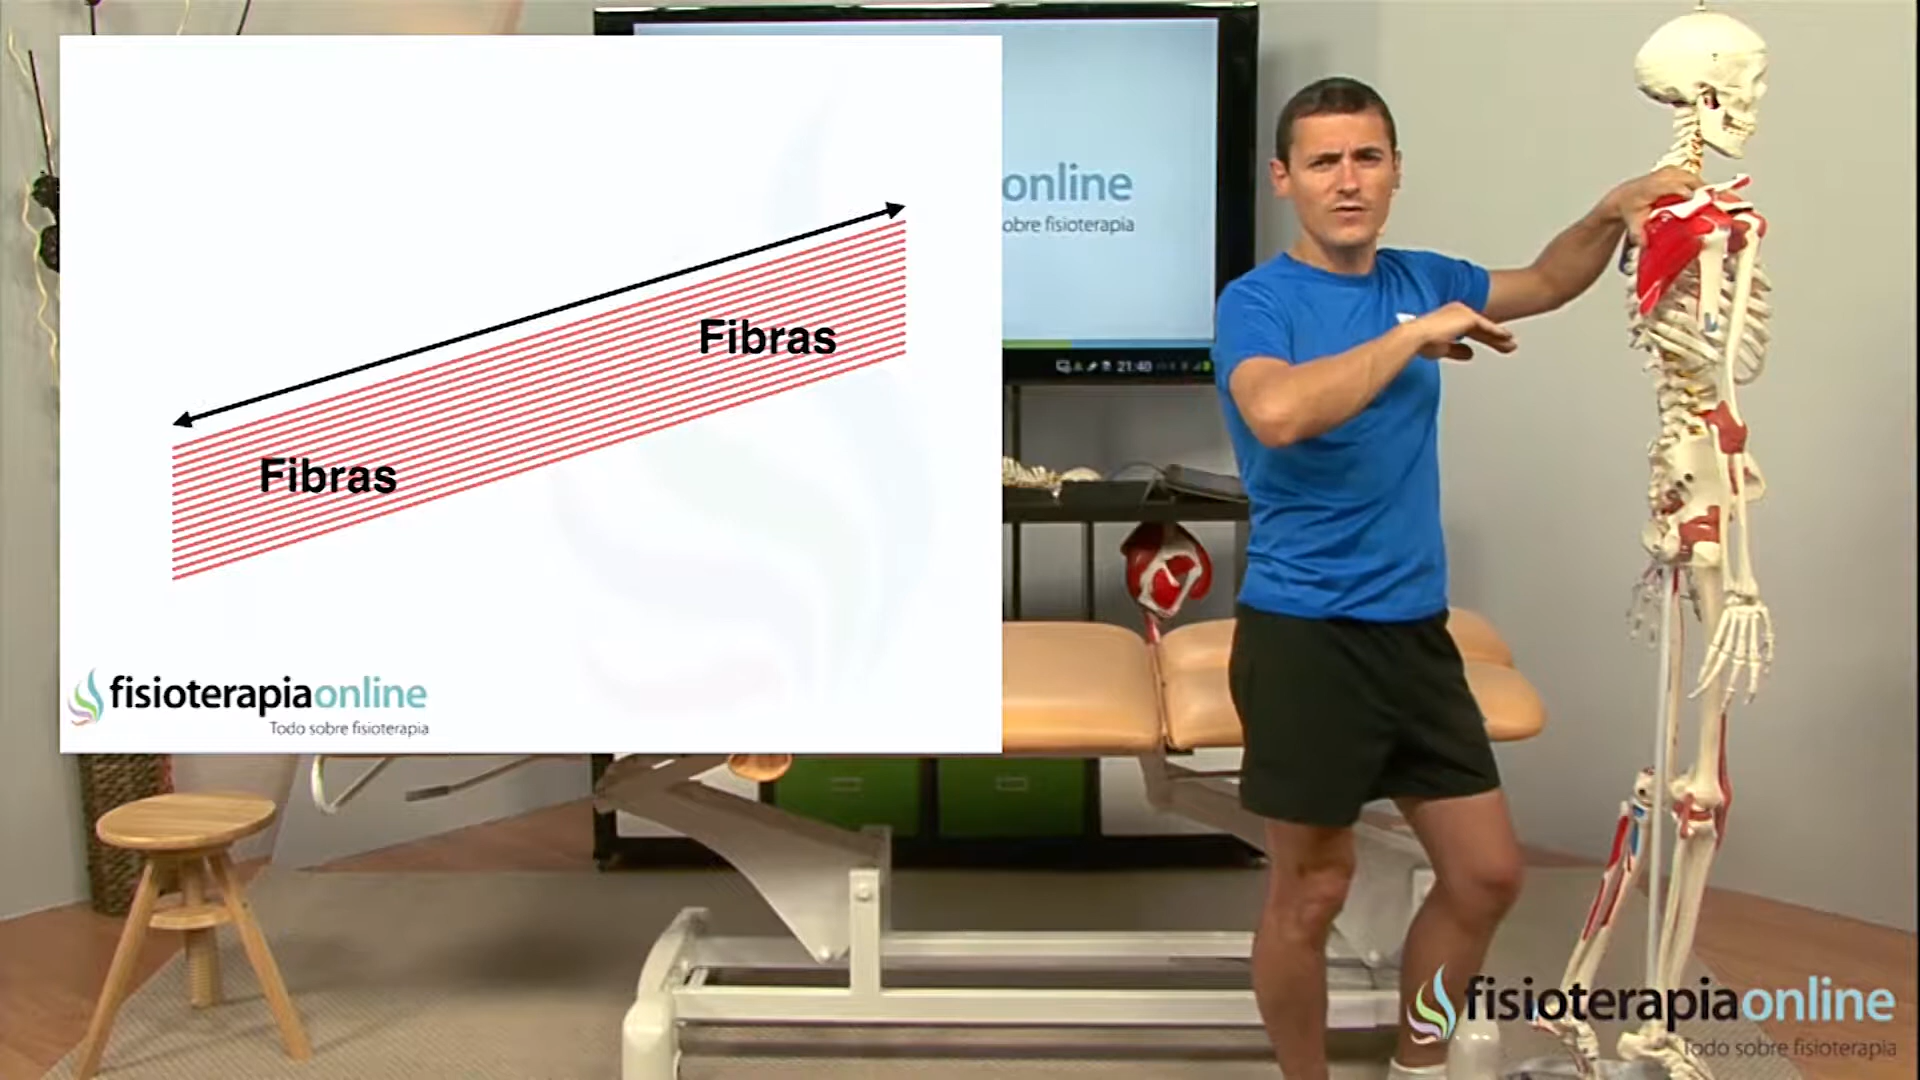 Fibras
Fibras
fisioterapiaonline
Todo sobre fisioterapia
online
obre fisioterapia
21:40
fisioterapiaonline
Todo sobre fisioterapia